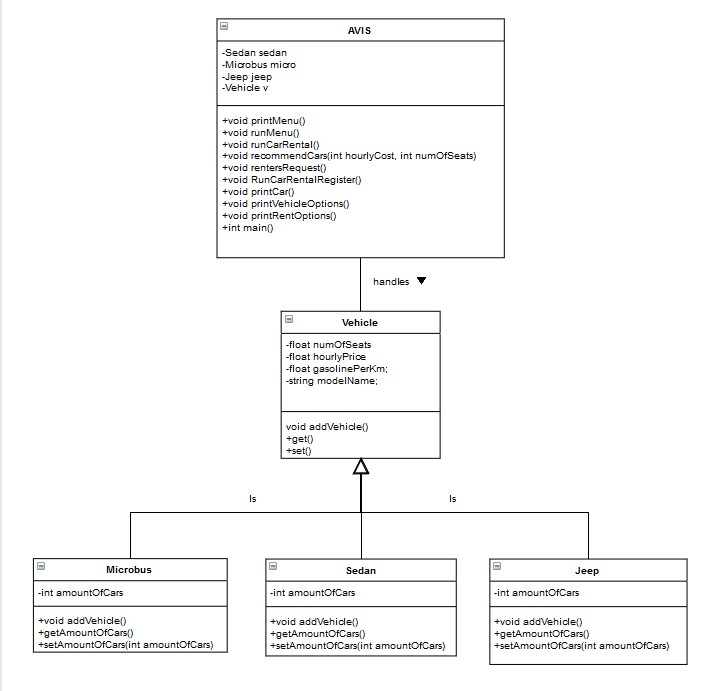 AVIS
-Sedan sedan
-Microbus micro
-Jeep jeep
-Vehicle v
+void printMenu()
+void runMenu()
+void runCarRental()
+void recommendCars(int hourlyCost, int numOfSeats)
+void rentersRequest()
+void RunCarRentalRegister()
+void printCar()
+void printVehicleOptions()
+void printRentOptions()
+int main()
handles ▼
Vehicle
-float numOfSeats
-float hourlyPrice
-float gasolinePerKm;
-string modelName;
void addVehicle()
+get()
+set()
Is
Is
Microbus
-int amountOfCars
+void addVehicle()
+getAmountOfCars()
+setAmountOfCars(int amountOfCars)
Sedan
-int amountOfCars
+void addVehicle()
+getAmountOfCars()
+setAmountOfCars(int amountOfCars)
Jeep
-int amountOfCars
+void addVehicle()
+getAmountOfCars()
+setAmountOfCars(int amountOfCars)